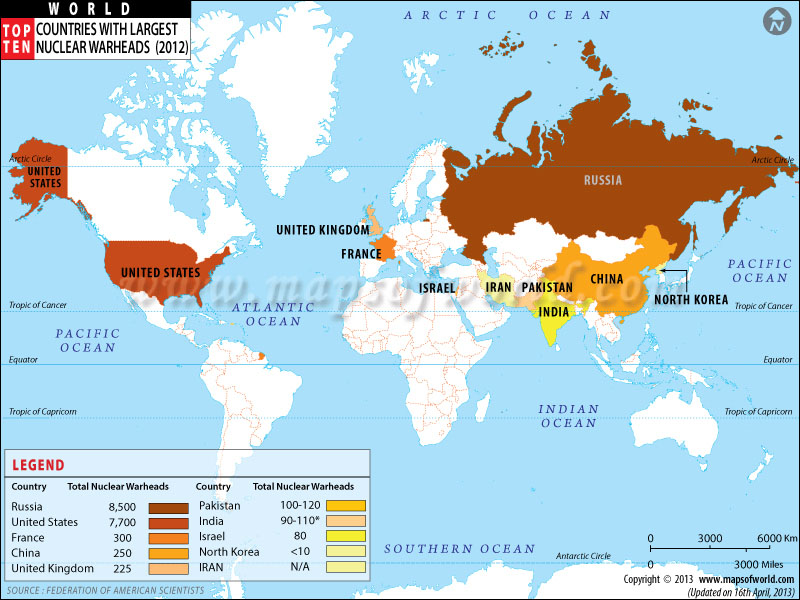 WORLD
TOP TEN
COUNTRIES WITH LARGEST
NUCLEAR WARHEADS (2012)
ARCTIC OCEAN
N
Arctic Circle
Arctic Circle
UNITED STATES
RUSSIA
UNITED KINGDOM
FRANCE
UNITED STATES
ISRAEL
IRAN
PAKISTAN
CHINA
INDIA
NORTH KOREA
PACIFIC OCEAN
www.mapsofworld.com
Tropic of Cancer
Tropic of Cancer
ATLANTIC OCEAN
PACIFIC OCEAN
Equator
Equator
Tropic of Capricorn
Tropic of Capricorn
INDIAN OCEAN
LEGEND
Country Total Nuclear Warheads Country Total Nuclear Warheads
Russia 8,500 Pakistan 100-120
United States 7,700 India 90-110*
France 300 Israel 80
China 250 North Korea <10
United Kingdom 225 IRAN N/A
SOURCE : FEDERATION OF AMERICAN SCIENTISTS
SOUTHERN OCEAN
Antarctic Circle
0 3000 6000 Km
0 3000 Miles
Copyright © 2013 www.mapsofworld.com
(Updated on 16th April, 2013)